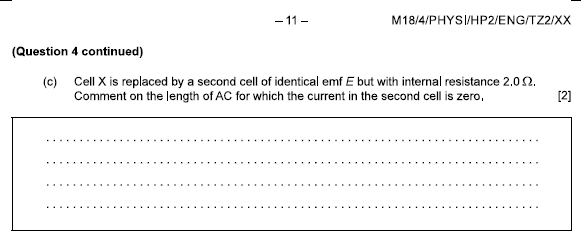 – 11 –
M18/4/PHYSI/HP2/ENG/TZ2/XX
(Question 4 continued)
(c) Cell X is replaced by a second cell of identical emf E but with internal resistance 2.0 Ω.
Comment on the length of AC for which the current in the second cell is zero.
[2]